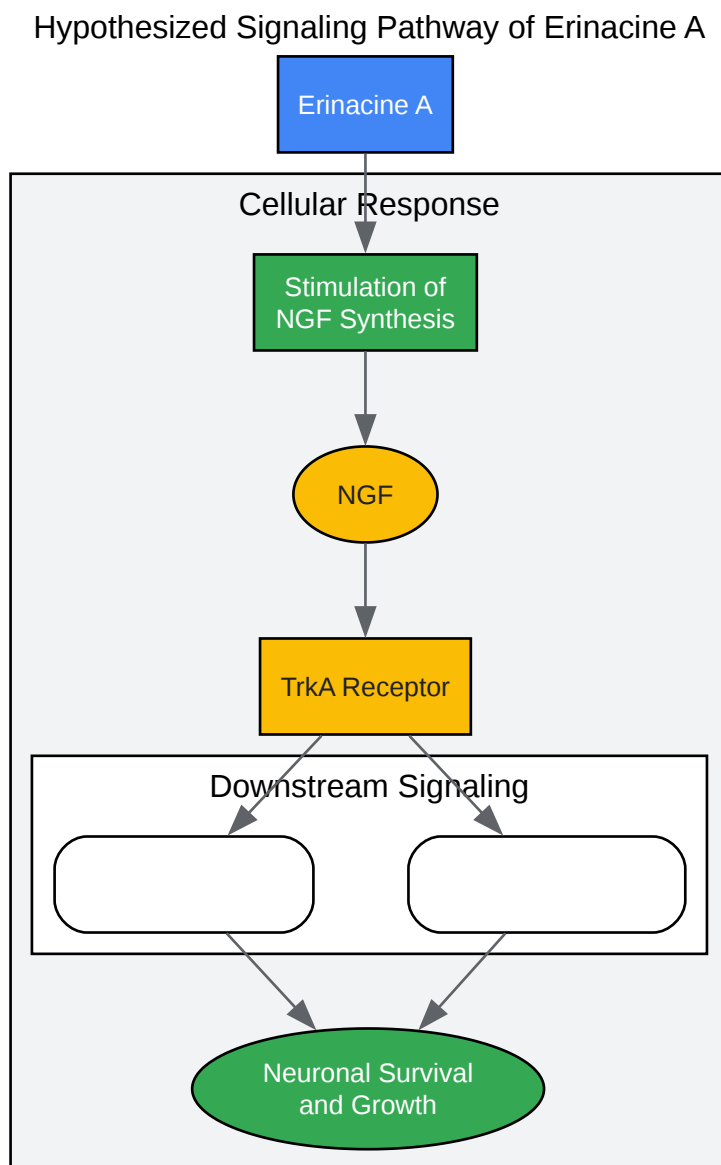 Hypothesized Signaling Pathway of Erinacine A
Erinacine A
Cellular Response
Stimulation of
NGF Synthesis
NGF
TrkA Receptor
Downstream Signaling
Neuronal Survival
and Growth